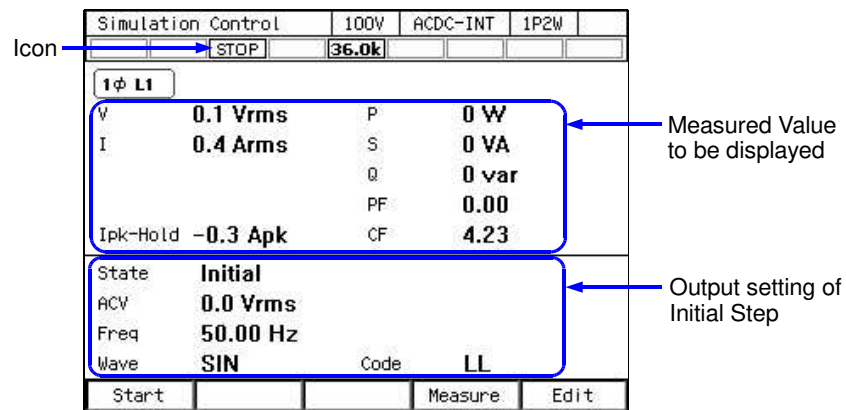 Simulation Control 100V ACDC-INT 1P2W
Icon STOP 36.0k
1ϕ L1
V 0.1 Vrms P 0 W
Measured Value
I 0.4 Arms S 0 VA
to be displayed
Q 0 var
PF 0.00
Ipk-Hold -0.3 Apk CF 4.23
State Initial
Output setting of
Initial Step
ACV 0.0 Vrms
Freq 50.00 Hz
Wave SIN Code LL
Start Measure Edit